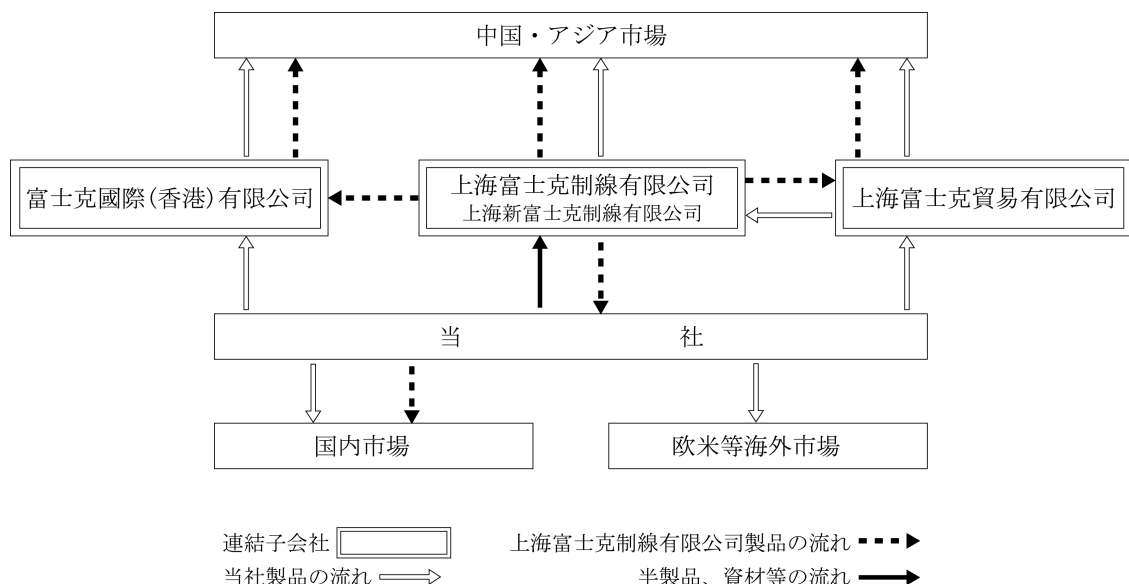 中国・アジア市場
富士克國際(香港)有限公司
上海富士克制線有限公司
上海新富士克制線有限公司
上海富士克貿易有限公司
当社
国内市場
欧米等海外市場
連結子会社
上海富士克制線有限公司製品の流れ
当社製品の流れ
半製品、資材等の流れ